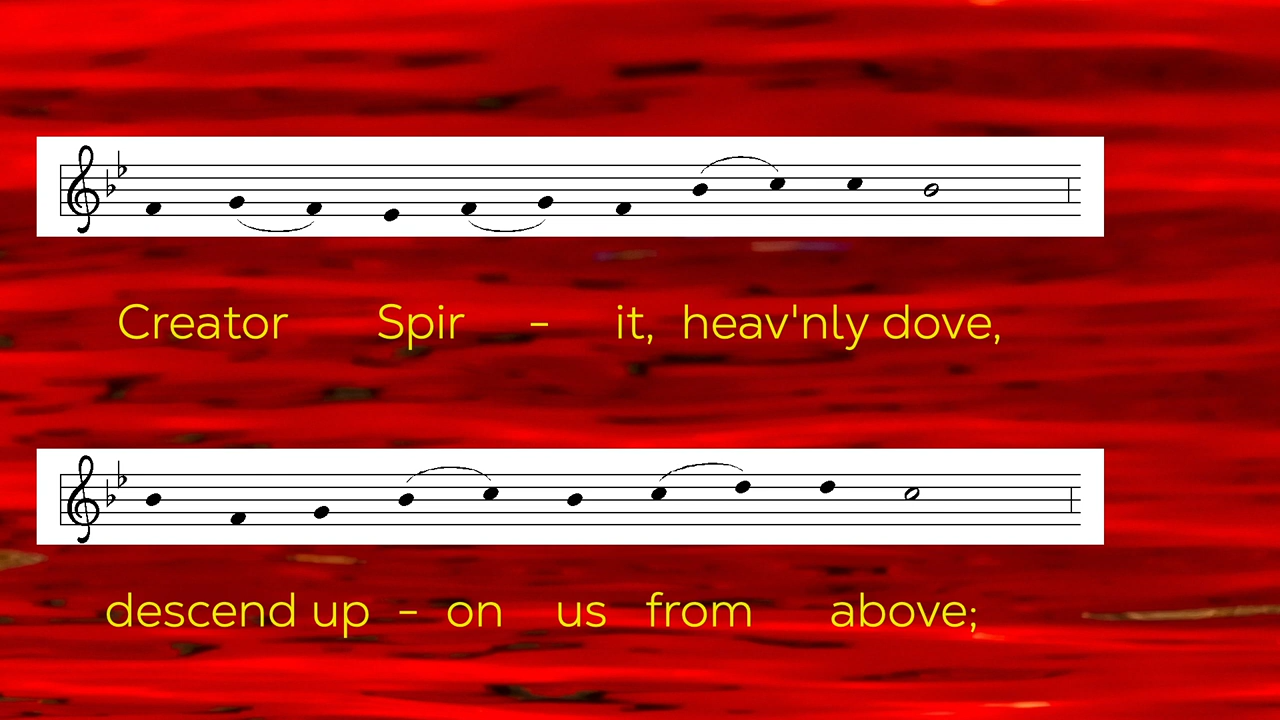 Creator Spir - it, heav'nly dove,
descend up - on us from above;